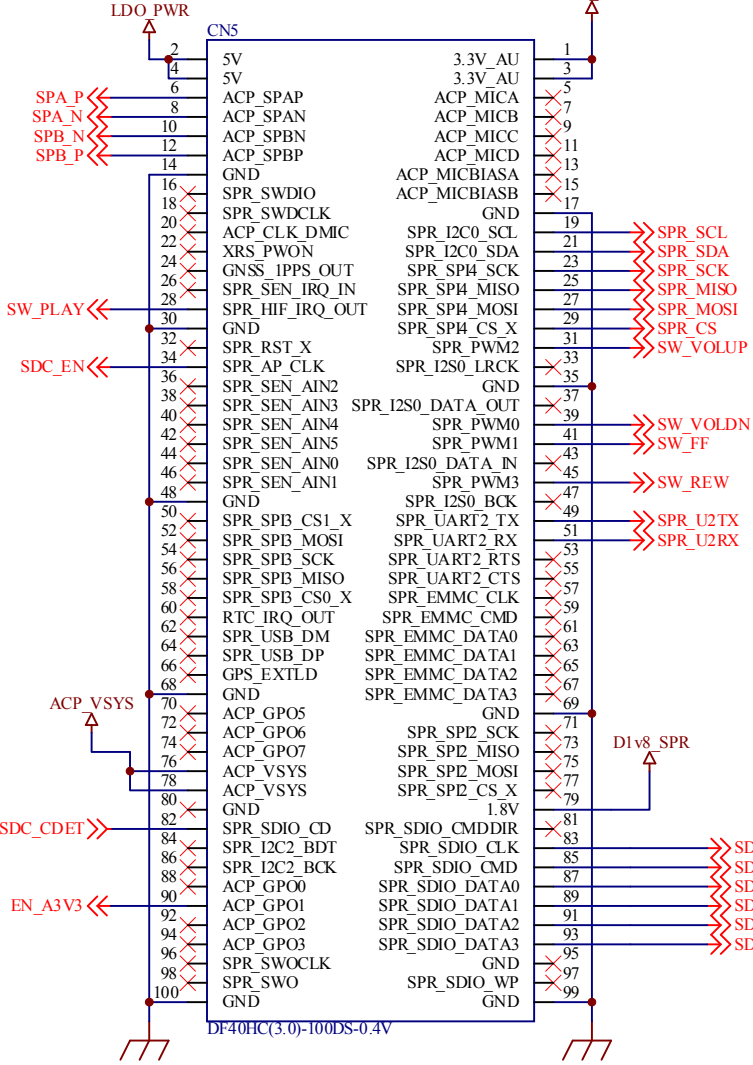 LDO_PWR
CN5
2 5V 3.3V_AU 1
4 5V 3.3V_AU 3
SPA_P 6 ACP_SPAP ACP_MICA 5
SPA_N 8 ACP_SPAN ACP_MICB 7
SPB_N 10 ACP_SPBN ACP_MICC 9
SPB_P 12 ACP_SPBP ACP_MICD 11
14 GND ACP_MICBIASA 13
16 SPR_SWDIO ACP_MICBIASB 15
18 SPR_SWDCLK GND 17
20 ACP_CLK_DMIC SPR_I2C0_SCL 19 SPR_SCL
22 XRS_PWON SPR_I2C0_SDA 21 SPR_SDA
24 GNSS_1PPS_OUT SPR_SPI4_SCK 23 SPR_SCK
26 SPR_SEN_IRQ_IN SPR_SPI4_MISO 25 SPR_MISO
SW_PLAY 28 SPR_HIF_IRQ_OUT SPR_SPI4_MOSI 27 SPR_MOSI
30 GND SPR_SPI4_CS_X 29 SPR_CS
32 SPR_RST_X SPR_PWM2 31 SW_VOLUP
SDC_EN 34 SPR_AP_CLK SPR_I2S0_LRCK 33
36 SPR_SEN_AIN2 GND 35
38 SPR_SEN_AIN3 SPR_I2S0_DATA_OUT 37
40 SPR_SEN_AIN4 SPR_PWM0 39 SW_VOLDN
42 SPR_SEN_AIN5 SPR_PWM1 41 SW_FF
44 SPR_SEN_AIN0 SPR_I2S0_DATA_IN 43
46 SPR_SEN_AIN1 SPR_PWM3 45 SW_REW
48 GND SPR_I2S0_BCK 47
50 SPR_SPI3_CS1_X SPR_UART2_TX 49 SPR_U2TX
52 SPR_SPI3_MOSI SPR_UART2_RX 51 SPR_U2RX
54 SPR_SPI3_SCK SPR_UART2_RTS 53
56 SPR_SPI3_MISO SPR_UART2_CTS 55
58 SPR_SPI3_CS0_X SPR_EMMC_CLK 57
60 RTC_IRQ_OUT SPR_EMMC_CMD 59
62 SPR_USB_DM SPR_EMMC_DATA0 61
64 SPR_USB_DP SPR_EMMC_DATA1 63
66 GPS_EXTLD SPR_EMMC_DATA2 65
68 GND SPR_EMMC_DATA3 67
ACP_VSYS
70 ACP_GPO5 GND 69
72 ACP_GPO6 SPR_SPI2_SCK 71
74 ACP_GPO7 SPR_SPI2_MISO 73 D1v8_SPR
76 ACP_VSYS SPR_SPI2_MOSI 75
78 ACP_VSYS SPR_SPI2_CS_X 77
80 GND 1.8V 79
SDC_CDET 82 SPR_SDIO_CD SPR_SDIO_CMDDIR 81
84 SPR_I2C2_BDT SPR_SDIO_CLK 83
86 SPR_I2C2_BCK SPR_SDIO_CMD 85
88 ACP_GPO0 SPR_SDIO_DATA0 87
EN_A3V3 90 ACP_GPO1 SPR_SDIO_DATA1 89
92 ACP_GPO2 SPR_SDIO_DATA2 91
94 ACP_GPO3 SPR_SDIO_DATA3 93
96 SPR_SWOCLK GND 95
98 SPR_SWO SPR_SDIO_WP 97
100 GND GND 99
DF40HC(3.0)-100DS-0.4V